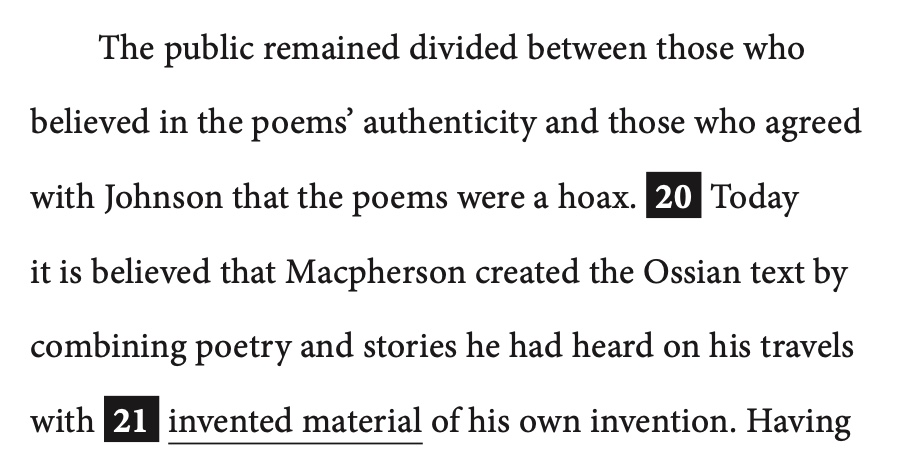 The public remained divided between those who
believed in the poems’ authenticity and those who agreed
with Johnson that the poems were a hoax. 20 Today
it is believed that Macpherson created the Ossian text by
combining poetry and stories he had heard on his travels
with 21 invented material of his own invention. Having